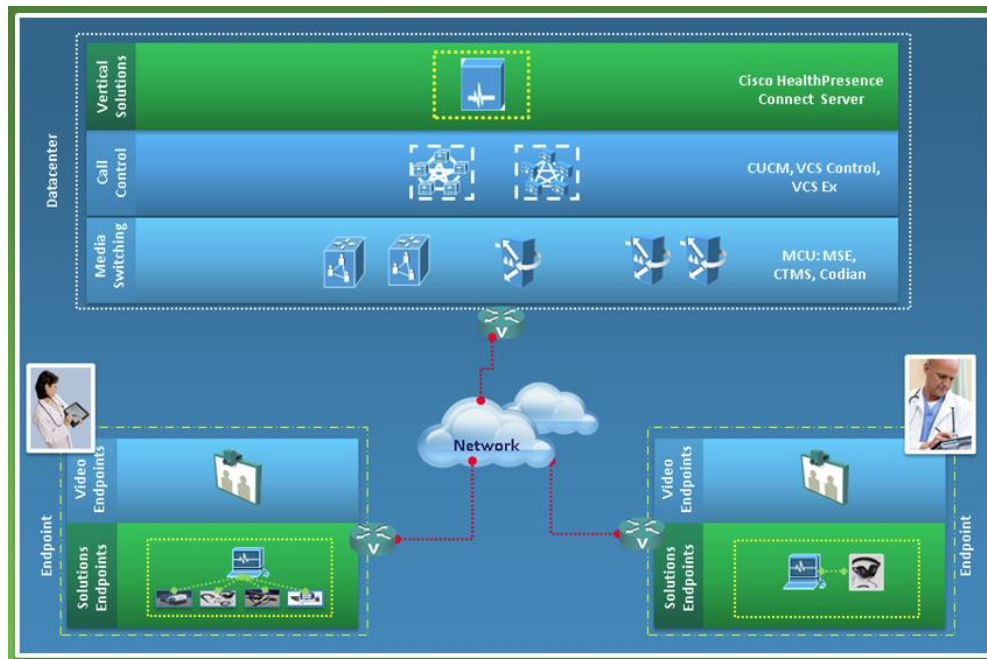 Datacenter
Vertical
Solutions
Cisco HealthPresence
Connect Server
Call
Control
CUCM, VCS Control,
VCS Ex
Media
Switching
MCU: MSE,
CTMS, Codian
V
Network
Endpoint
Video
Endpoints
Solutions
Endpoints
V
Video
Endpoints
Solutions
Endpoints
V
Endpoint